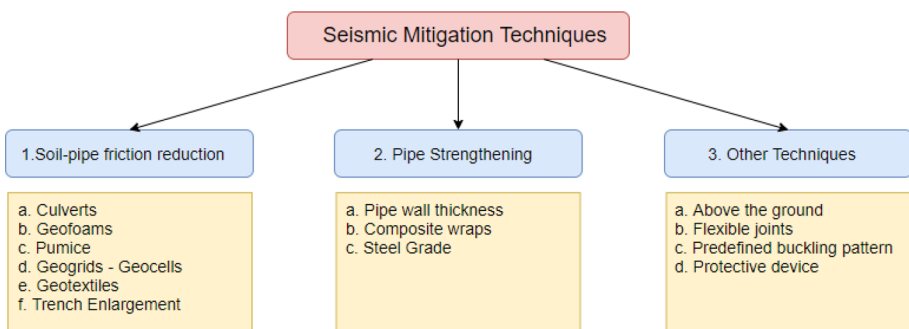 Seismic Mitigation Techniques
1.Soil-pipe friction reduction
a. Culverts
b. Geofoams
c. Pumice
d. Geogrids - Geocells
e. Geotextiles
f. Trench Enlargement
2. Pipe Strengthening
a. Pipe wall thickness
b. Composite wraps
c. Steel Grade
3. Other Techniques
a. Above the ground
b. Flexible joints
c. Predefined buckling pattern
d. Protective device